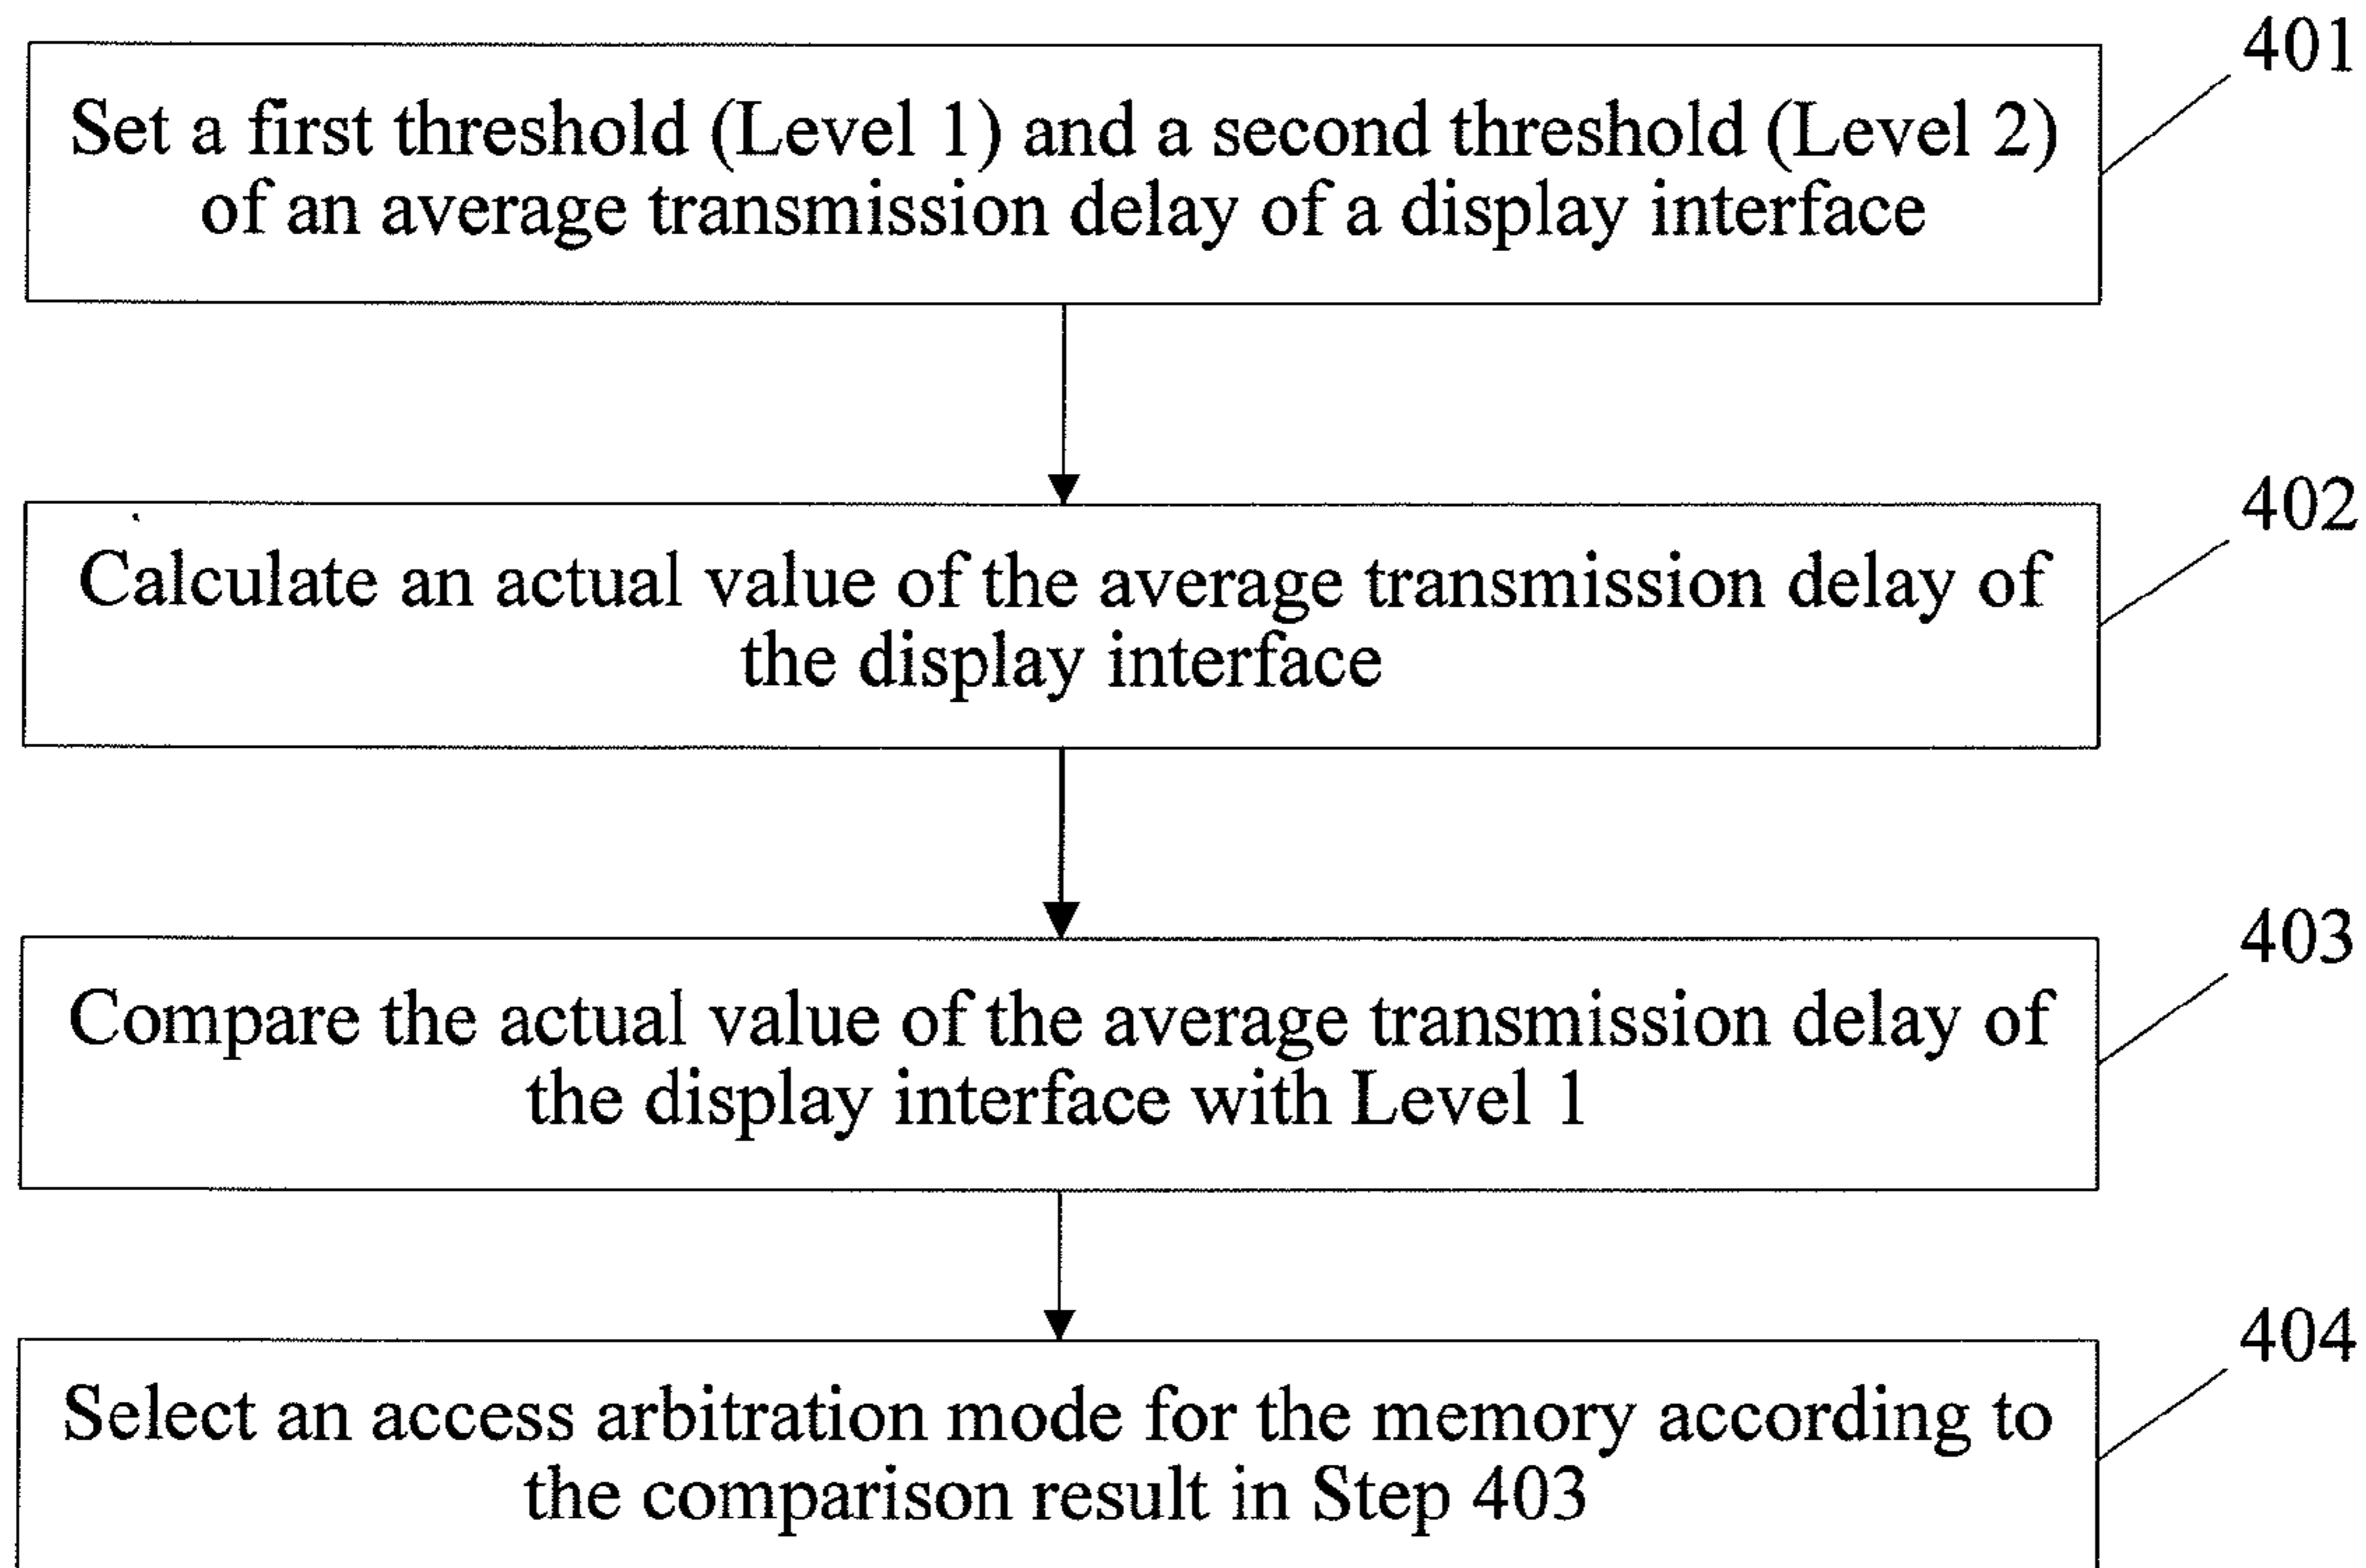 401
Set a first threshold (Level 1) and a second threshold (Level 2)
of an average transmission delay of a display interface
402
Calculate an actual value of the average transmission delay of
the display interface
403
Compare the actual value of the average transmission delay of
the display interface with Level 1
404
Select an access arbitration mode for the memory according to
the comparison result in Step 403